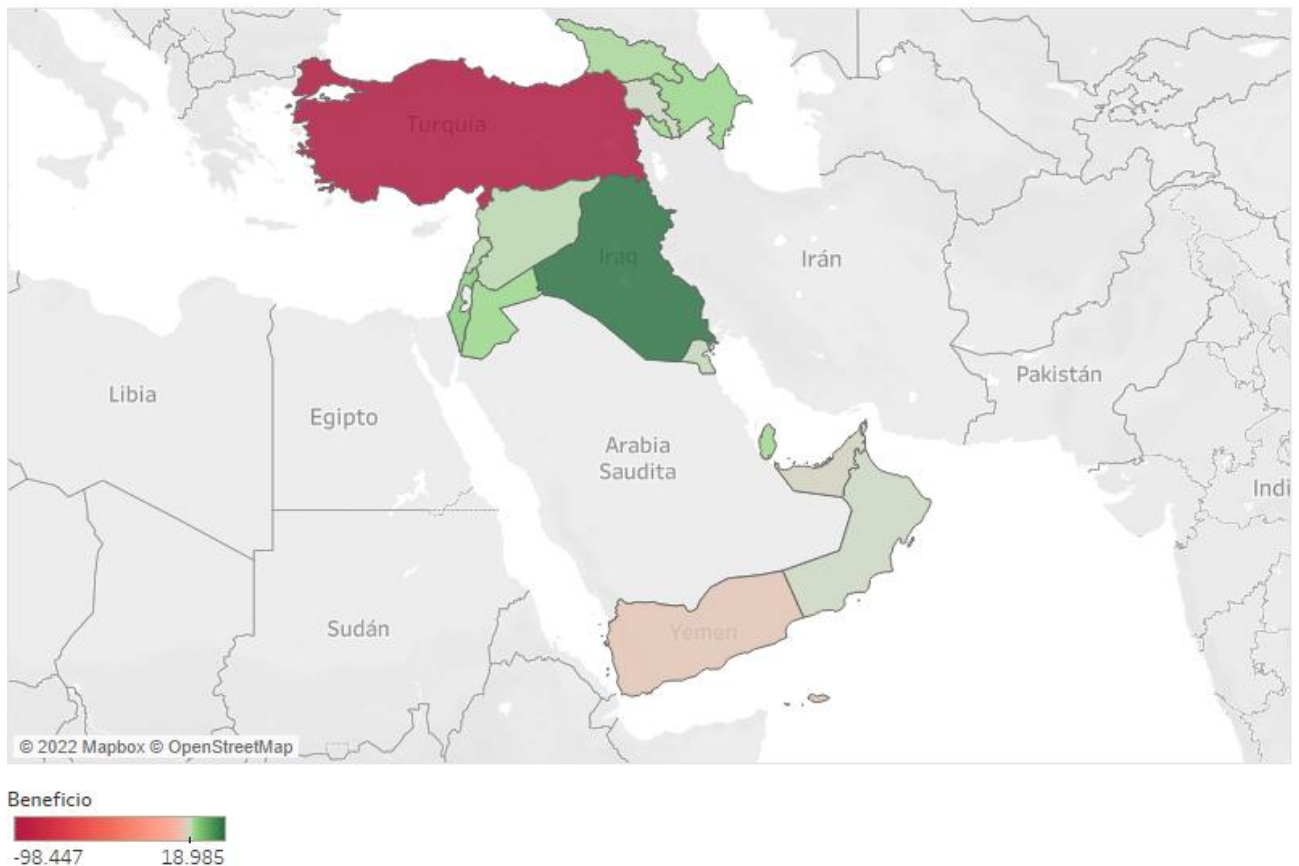 Turquía
Iraq
Irán
Libia
Egipto
Pakistán
Arabia
Saudita
Indi
Sudán
Yemen
© 2022 Mapbox © OpenStreetMap
Beneficio
-98.447 18.985